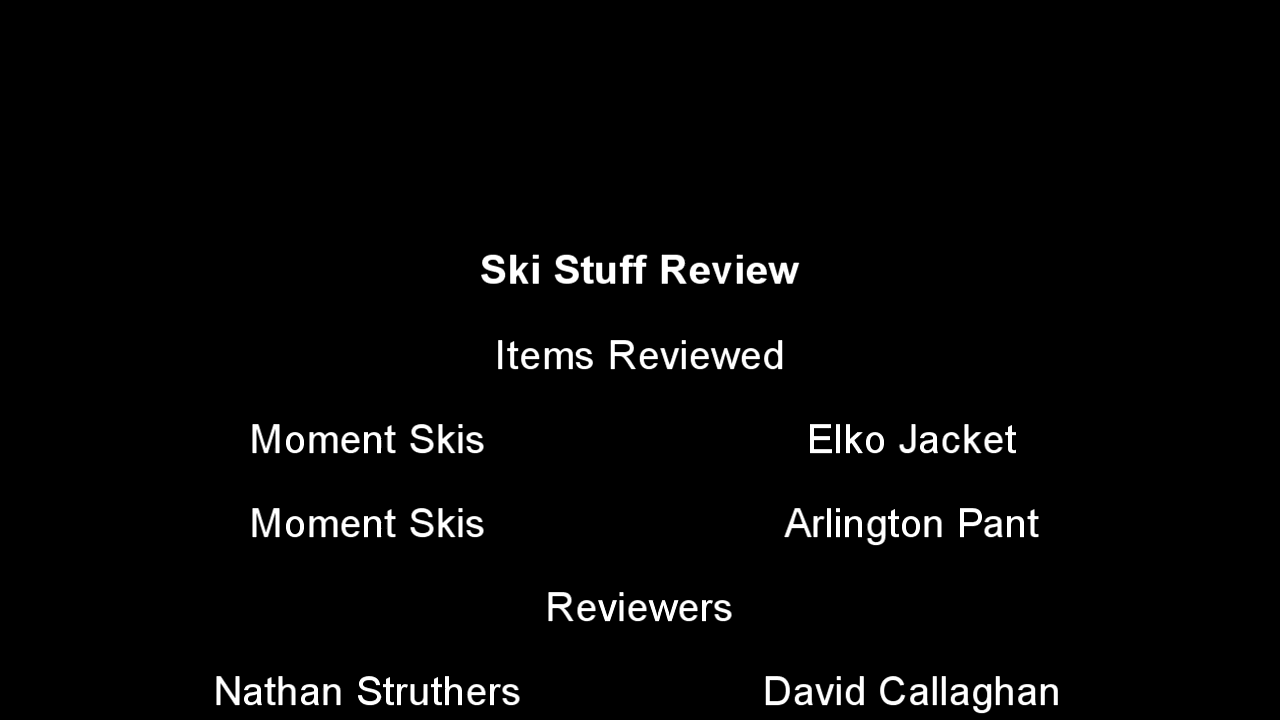 Ski Stuff Review
Items Reviewed
Moment Skis Elko Jacket
Moment Skis Arlington Pant
Reviewers
Nathan Struthers David Callaghan